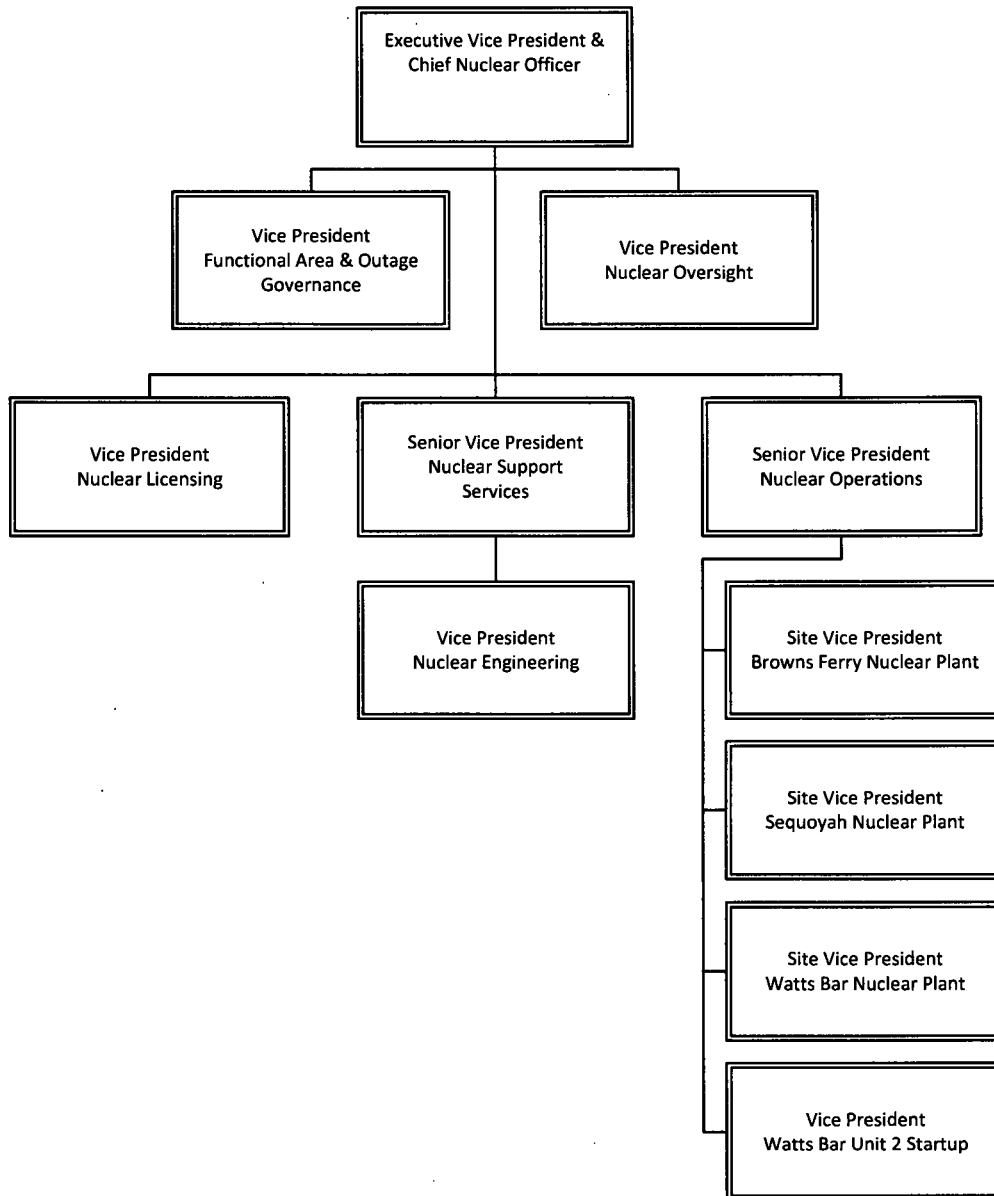 Executive Vice President &
Chief Nuclear Officer
Vice President
Functional Area & Outage
Governance
Vice President
Nuclear Oversight
Vice President
Nuclear Licensing
Senior Vice President
Nuclear Support
Services
Senior Vice President
Nuclear Operations
Vice President
Nuclear Engineering
Site Vice President
Browns Ferry Nuclear Plant
Site Vice President
Sequoyah Nuclear Plant
Site Vice President
Watts Bar Nuclear Plant
Vice President
Watts Bar Unit 2 Startup